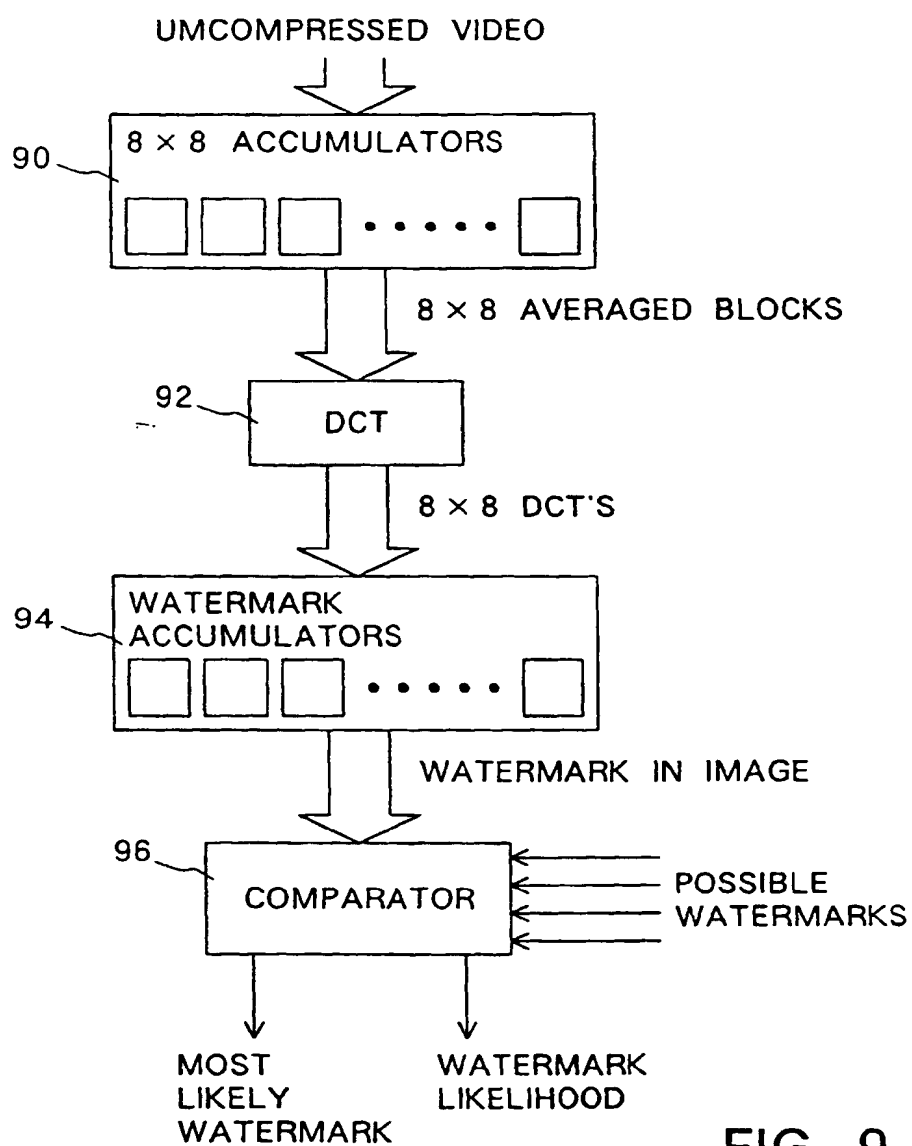 UMCOMPRESSED VIDEO
8 × 8 ACCUMULATORS
90
8 × 8 AVERAGED BLOCKS
92
DCT
8 × 8 DCT'S
WATERMARK
94
ACCUMULATORS
WATERMARK IN IMAGE
96
COMPARATOR
POSSIBLE
WATERMARKS
MOST
LIKELY
WATERMARK
WATERMARK
LIKELIHOOD
FIG. 9